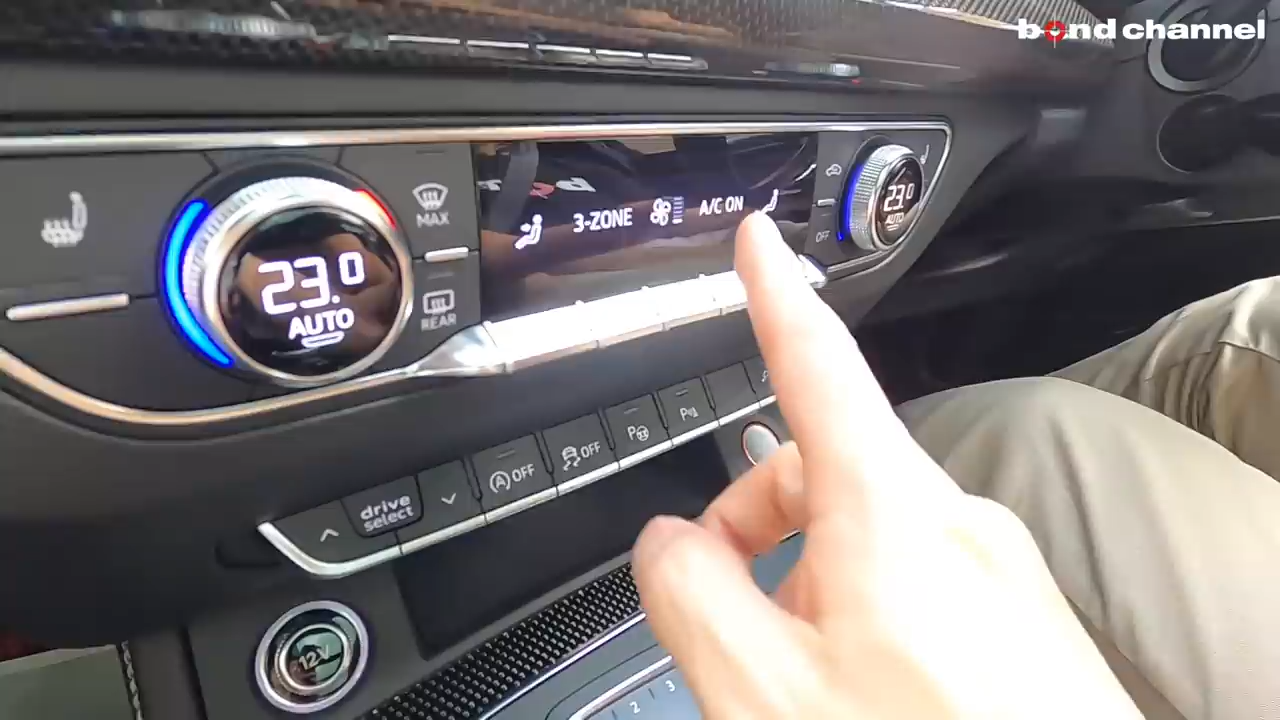 bond channel
MAX
3-ZONE
A/C ON
23.0
AUTO
OFF
23.0
AUTO
REAR
drive
select
(A) OFF
OFF
P
P
12V
2
3